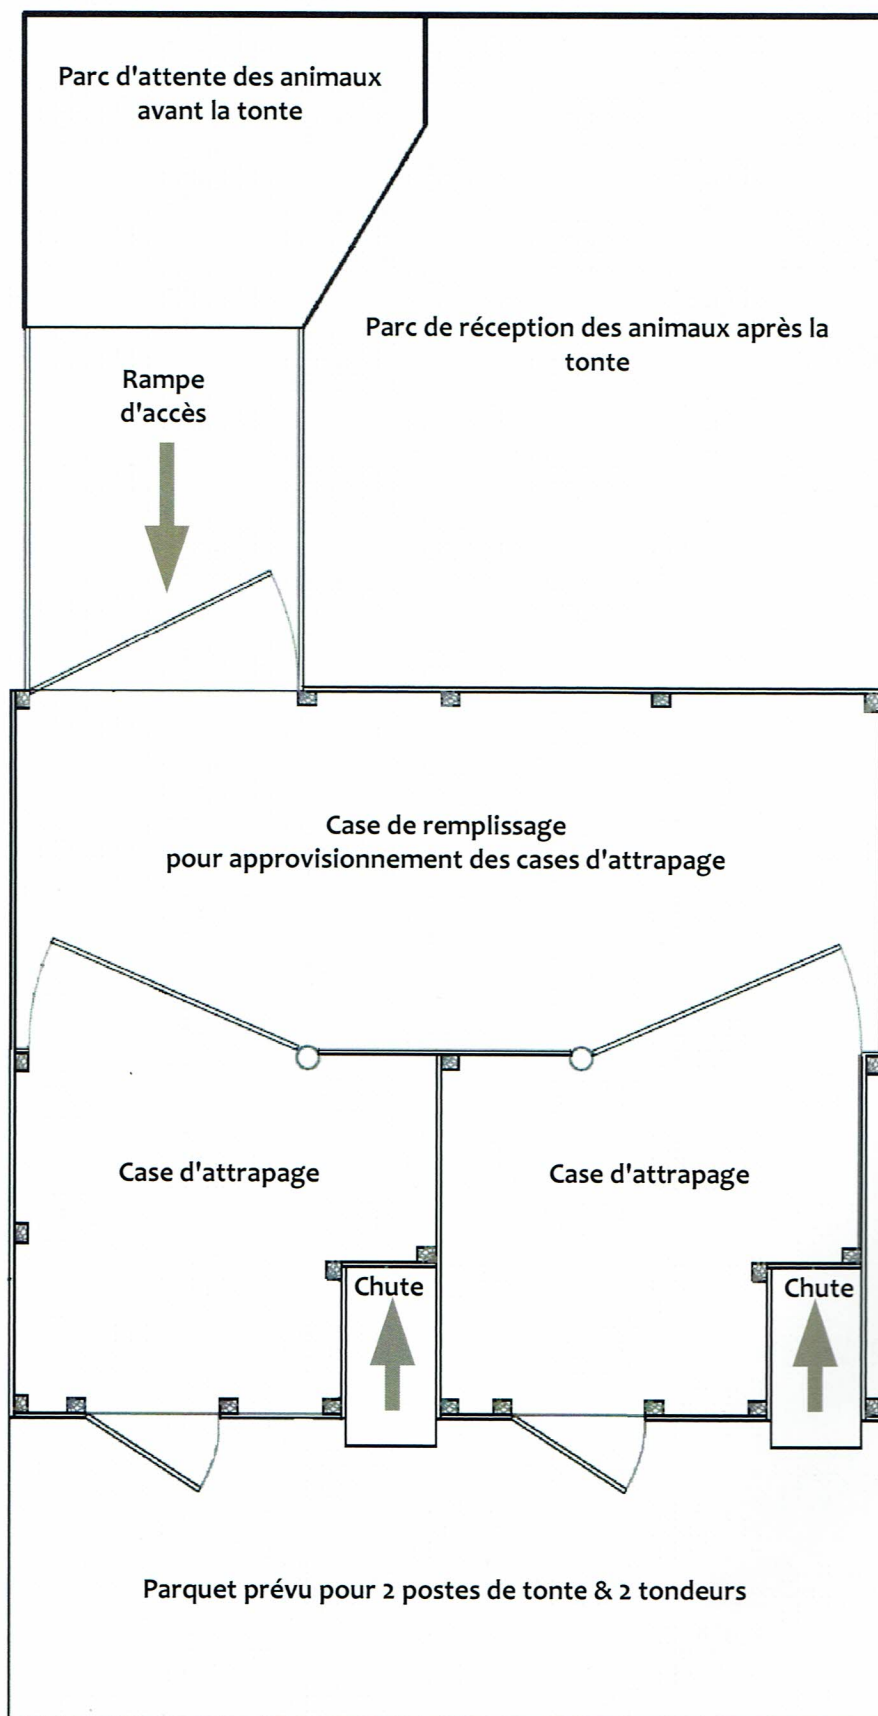 Parc d'attente des animaux
avant la tonte
Parc de réception des animaux après la
tonte
Rampe
d'accès
Case de remplissage
pour approvisionnement des cases d'attrapage
Case d'attrapage
Case d'attrapage
Chute
Chute
Parquet prévu pour 2 postes de tonte & 2 tondeurs